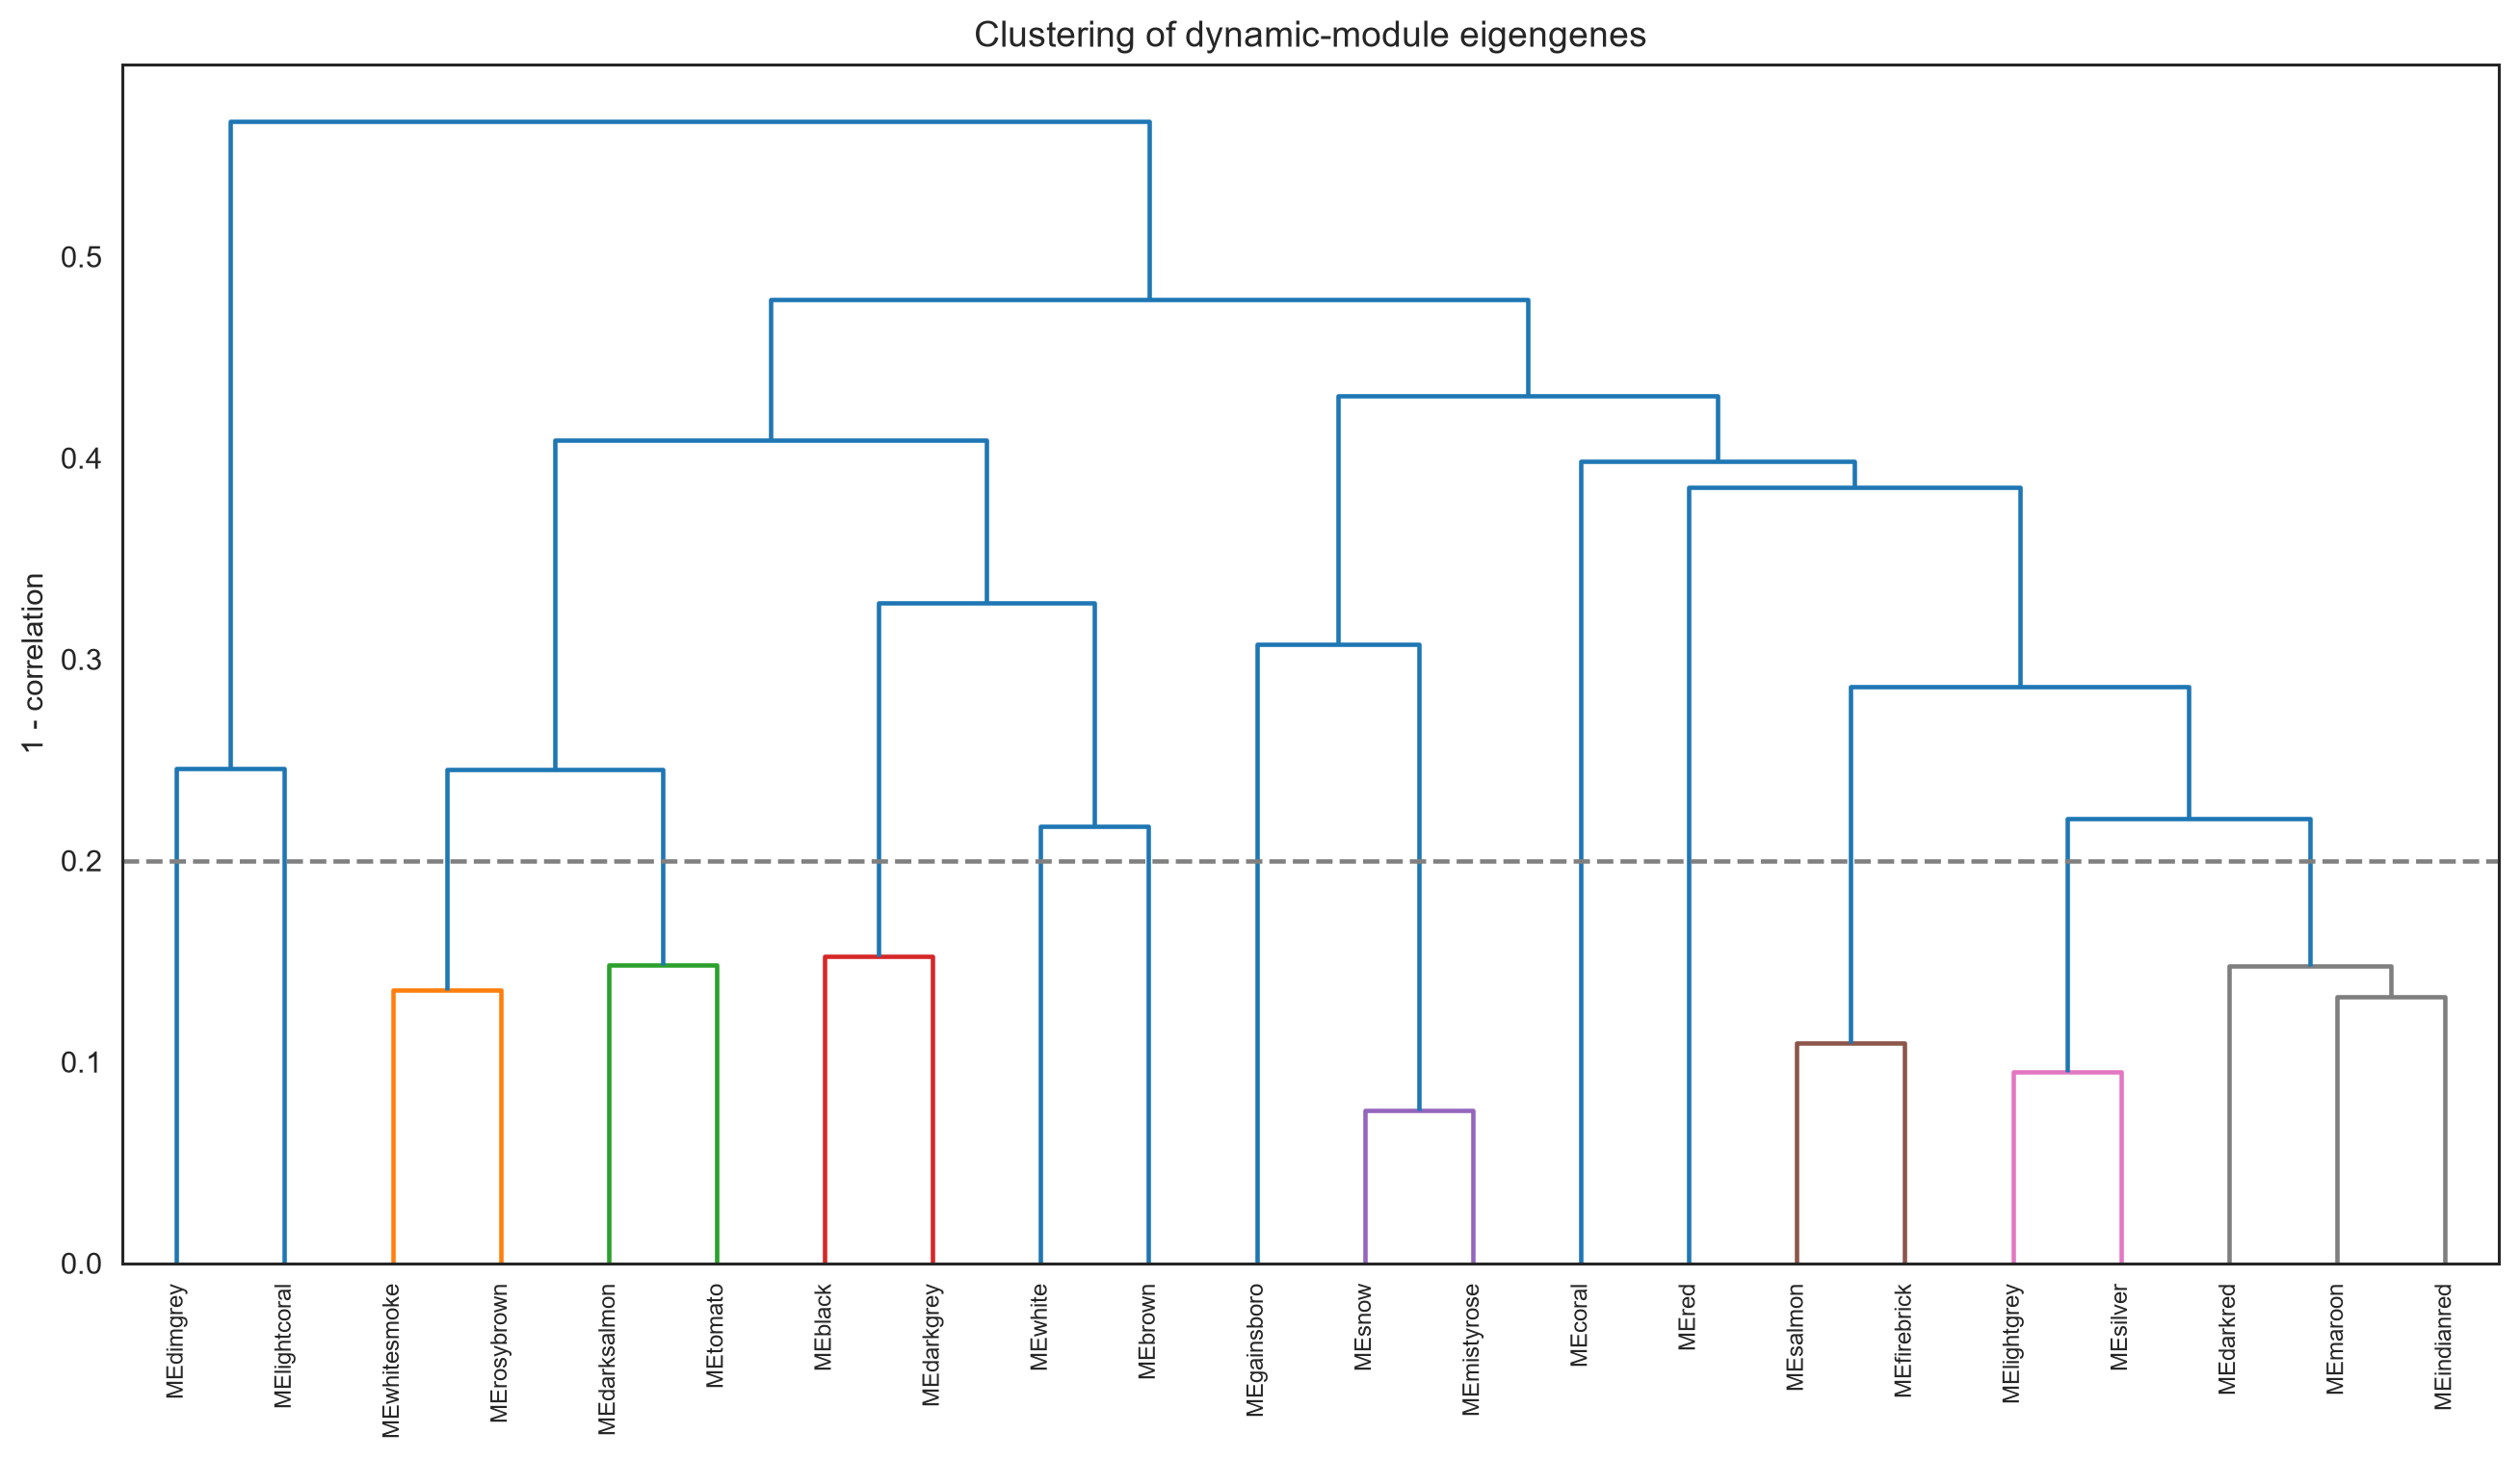 Clustering of dynamic-module eigengenes
1 - correlation
0.5
0.4
0.3
0.2
0.1
0.0
MEdimgrey
MElightcoral
MEwhitesmoke
MErosybrown
MEdarksalmon
MEtomato
MEblack
MEdarkgrey
MEwhite
MEbrown
MEgainsboro
MEsnow
MEmistyrose
MEcoral
MEred
MEsalmon
MEfirebrick
MElightgrey
MEsilver
MEdarkred
MEmaroon
MEindianred